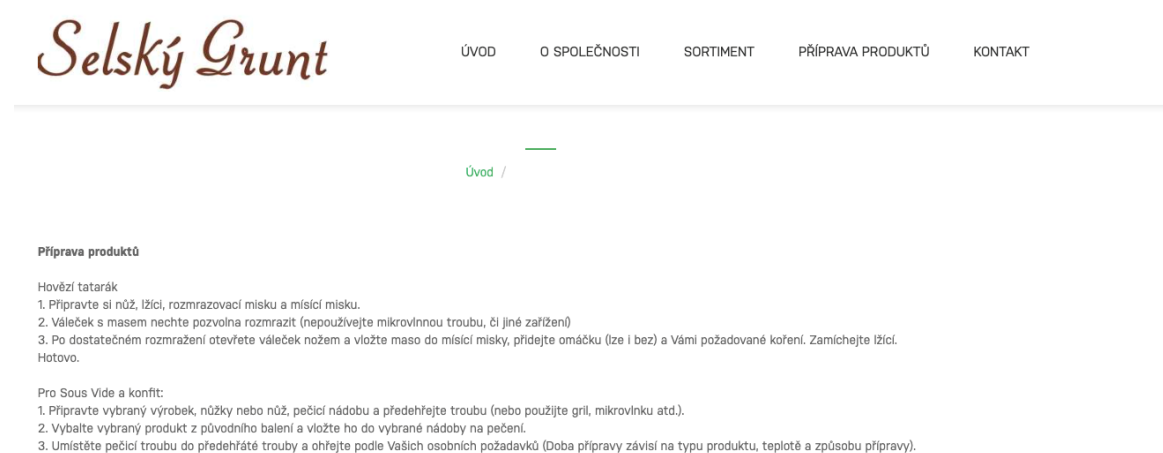 Selský Grunt
ÚVOD O SPOLEČNOSTI SORTIMENT PŘÍPRAVA PRODUKTŮ KONTAKT
Úvod /
Příprava produktů
Hovězí tatarák
1. Připravte si nůž, lžíci, rozmrazovací misku a mísící misku.
2. Váleček s masem nechte pozvolna rozmrazit (nepoužívejte mikrovlnnou troubu, či jiné zařížení)
3. Po dostatečném rozmražení otevřete váleček nožem a vložte maso do mísící misky, přidejte omáčku (lze i bez) a Vámi požadované koření. Zamíchejte lžící.
Hotovo.
Pro Sous Vide a konfit:
1. Připravte vybraný výrobek, nůžky nebo nůž, pečicí nádobu a předehřejte troubu (nebo použijte gril, mikrovlnku atd.).
2. Vybalte vybraný produkt z původního balení a vložte ho do vybrané nádoby na pečení.
3. Umístěte pečicí troubu do předehřáté trouby a ohřejte podle Vašich osobních požadavků (Doba přípravy závisí na typu produktu, teplotě a způsobu přípravy).